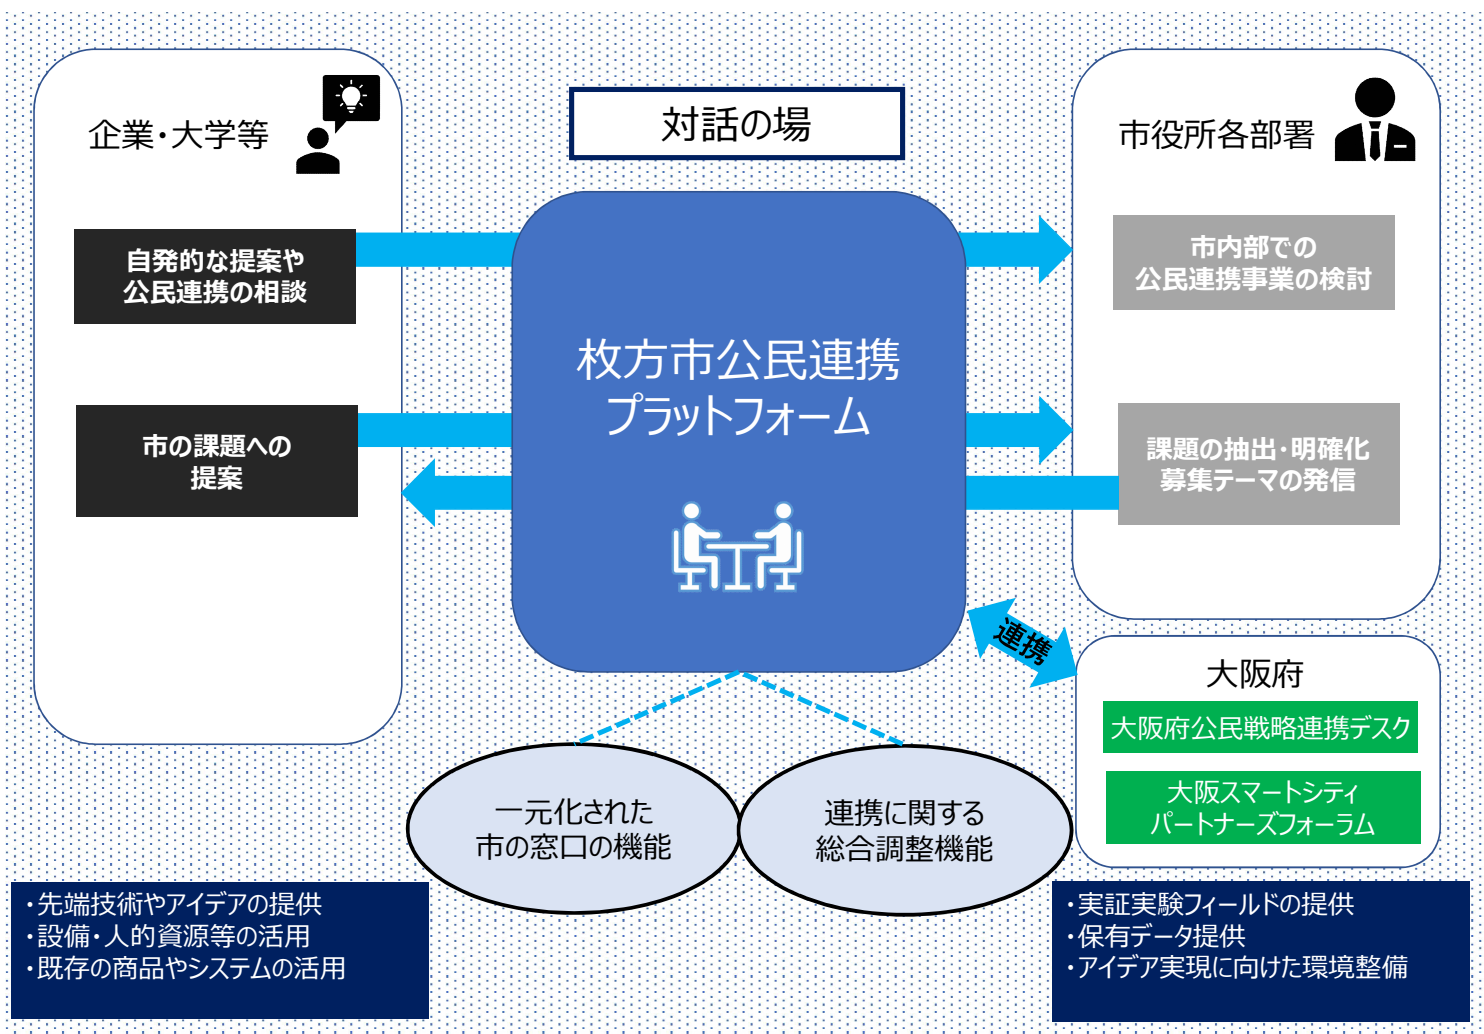 対話の場
企業・大学等
自発的な提案や
公民連携の相談
市の課題への
提案
枚方市公民連携
プラットフォーム
市役所各部署
市内部での
公民連携事業の検討
課題の抽出・明確化
募集テーマの発信
連携
大阪府
大阪府公民戦略連携デスク
大阪スマートシティ
パートナーズフォーラム
一元化された
市の窓口の機能
連携に関する
総合調整機能
・先端技術やアイデアの提供
・設備・人的資源等の活用
・既存の商品やシステムの活用
・実証実験フィールドの提供
・保有データ提供
・アイデア実現に向けた環境整備